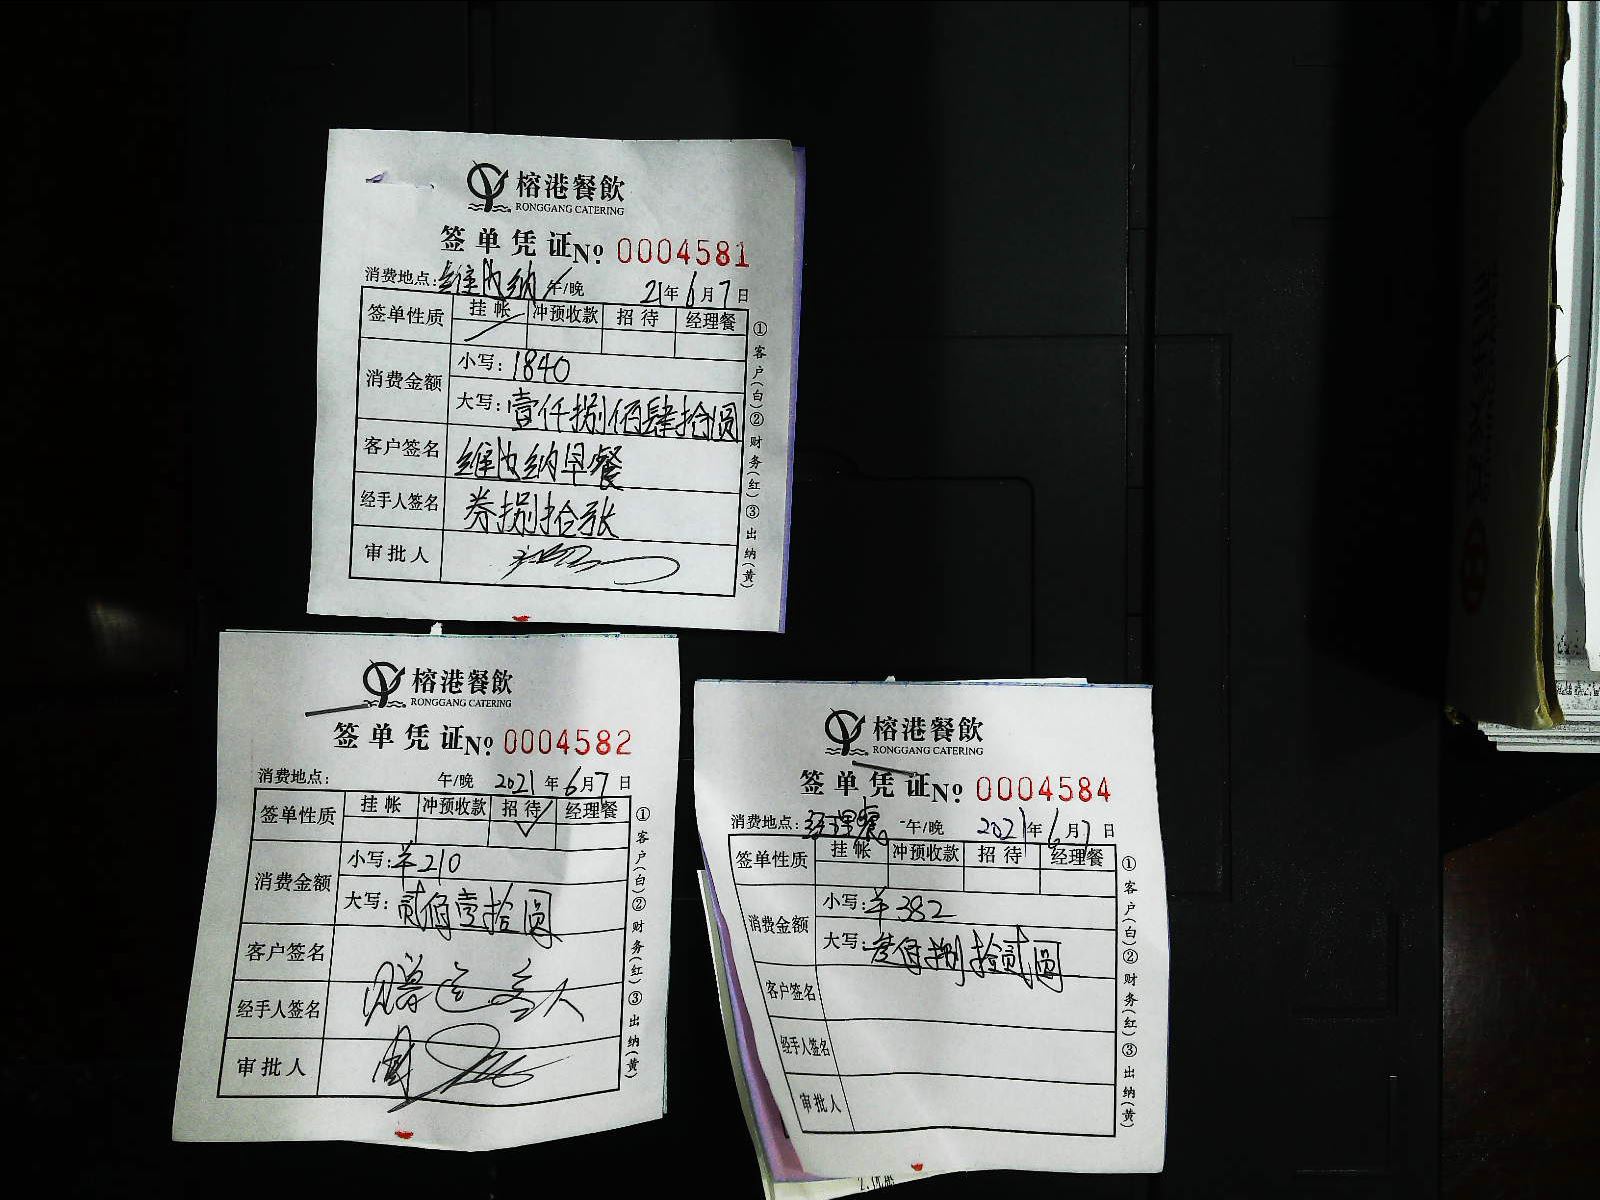 榕港餐飲
RONGGANG CATERING
签单凭证№ 0004581
消费地点：维也纳 午/晚 21年6月7日
签单性质 挂帐 冲预收款 招待 经理餐
消费金额 小写：1840
大写：壹仟捌佰肆拾圆
客户签名 维也纳早餐
经手人签名 券捌拾张
审批人
①客户(白)②财务(红)③出纳(黄)
榕港餐飲
RONGGANG CATERING
签单凭证№ 0004582
消费地点： 午/晚 2021年6月7日
签单性质 挂帐 冲预收款 招待 经理餐
消费金额 小写：¥210
大写：贰佰壹拾圆
客户签名
经手人签名 赠送客人
审批人
①客户(白)②财务(红)③出纳(黄)
榕港餐飲
RONGGANG CATERING
签单凭证№ 0004584
消费地点：经理餐 午/晚 2021年6月7日
签单性质 挂帐 冲预收款 招待 经理餐
消费金额 小写：¥382
大写：叁佰捌拾贰圆
客户签名
经手人签名
审批人
①客户(白)②财务(红)③出纳(黄)